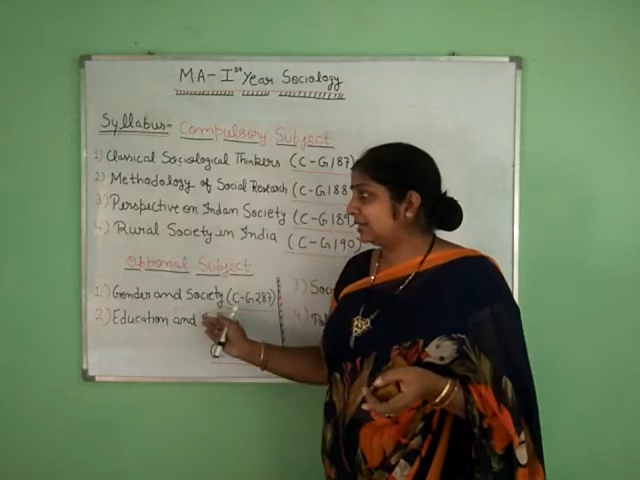 MA-Ist Year Sociology
Syllabus- Compulsory Subject
1) Classical Sociological Thinkers (C-G187)
2) Methodology of Social Research (C-G188
3) Perspective on Indan Society (C-G189
4) Rural Society in India (C-G190)
Optional Subject
1) Gender and Society (C-G287)
2) Education and
3) Soc
4) Pol